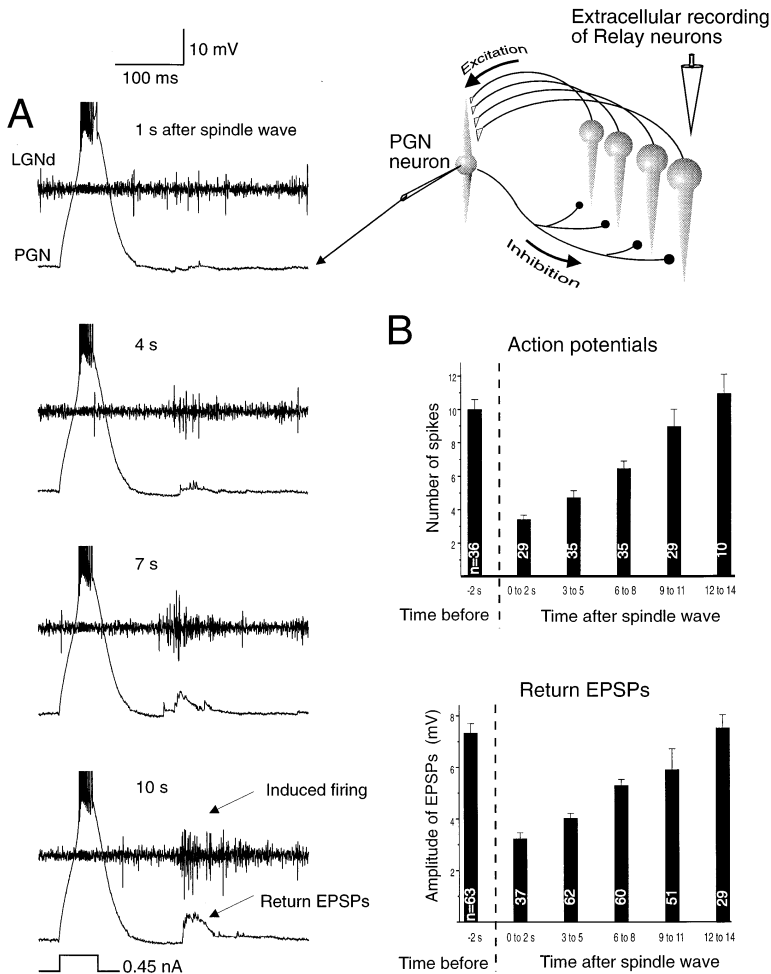 10 mV
100 ms
Extracellular recording
of Relay neurons
Excitation
PGN
neuron
Inhibition
A
1 s after spindle wave
LGNd
PGN
4 s
7 s
10 s
Induced firing
Return EPSPs
0.45 nA
B
Action potentials
Number of spikes
12
10
8
6
4
2
n=36
29
35
35
29
10
-2 s
0 to 2 s
3 to 5
6 to 8
9 to 11
12 to 14
Time before
Time after spindle wave
Return EPSPs
Amplitude of EPSPs (mV)
8
6
4
2
n=63
37
62
60
51
29
-2 s
0 to 2 s
3 to 5
6 to 8
9 to 11
12 to 14
Time before
Time after spindle wave